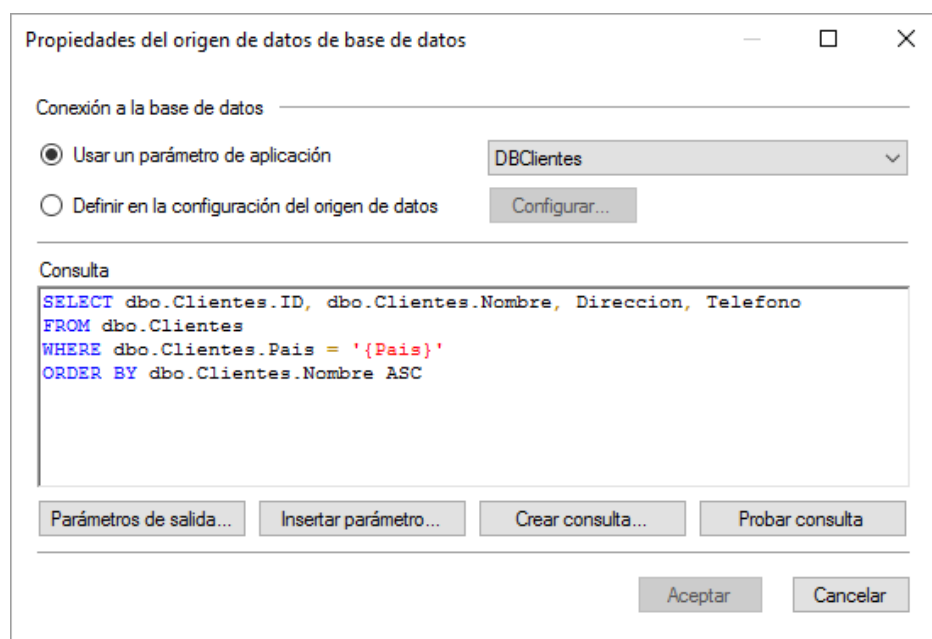 Propiedades del origen de datos de base de datos
Conexión a la base de datos
Usar un parámetro de aplicación
DBClientes
Definir en la configuración del origen de datos
Configurar...
Consulta
SELECT dbo.Clientes.ID, dbo.Clientes.Nombre, Direccion, Telefono
FROM dbo.Clientes
WHERE dbo.Clientes.Pais = '{Pais}'
ORDER BY dbo.Clientes.Nombre ASC
Parámetros de salida...
Insertar parámetro...
Crear consulta...
Probar consulta
Aceptar
Cancelar